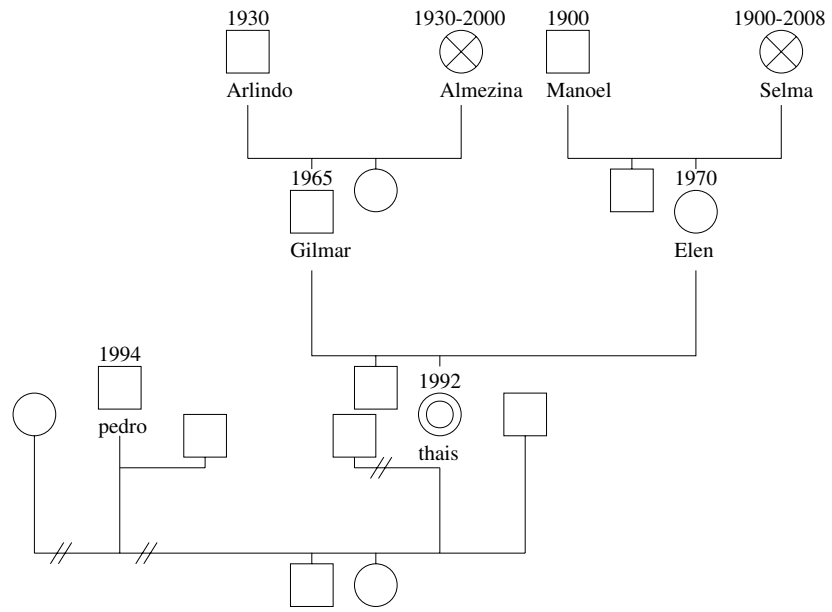 1930 1930-2000 1900 1900-2008
Arlindo Almezina Manoel Selma
1965 1970
Gilmar Elen
1994
1992
pedro
thais